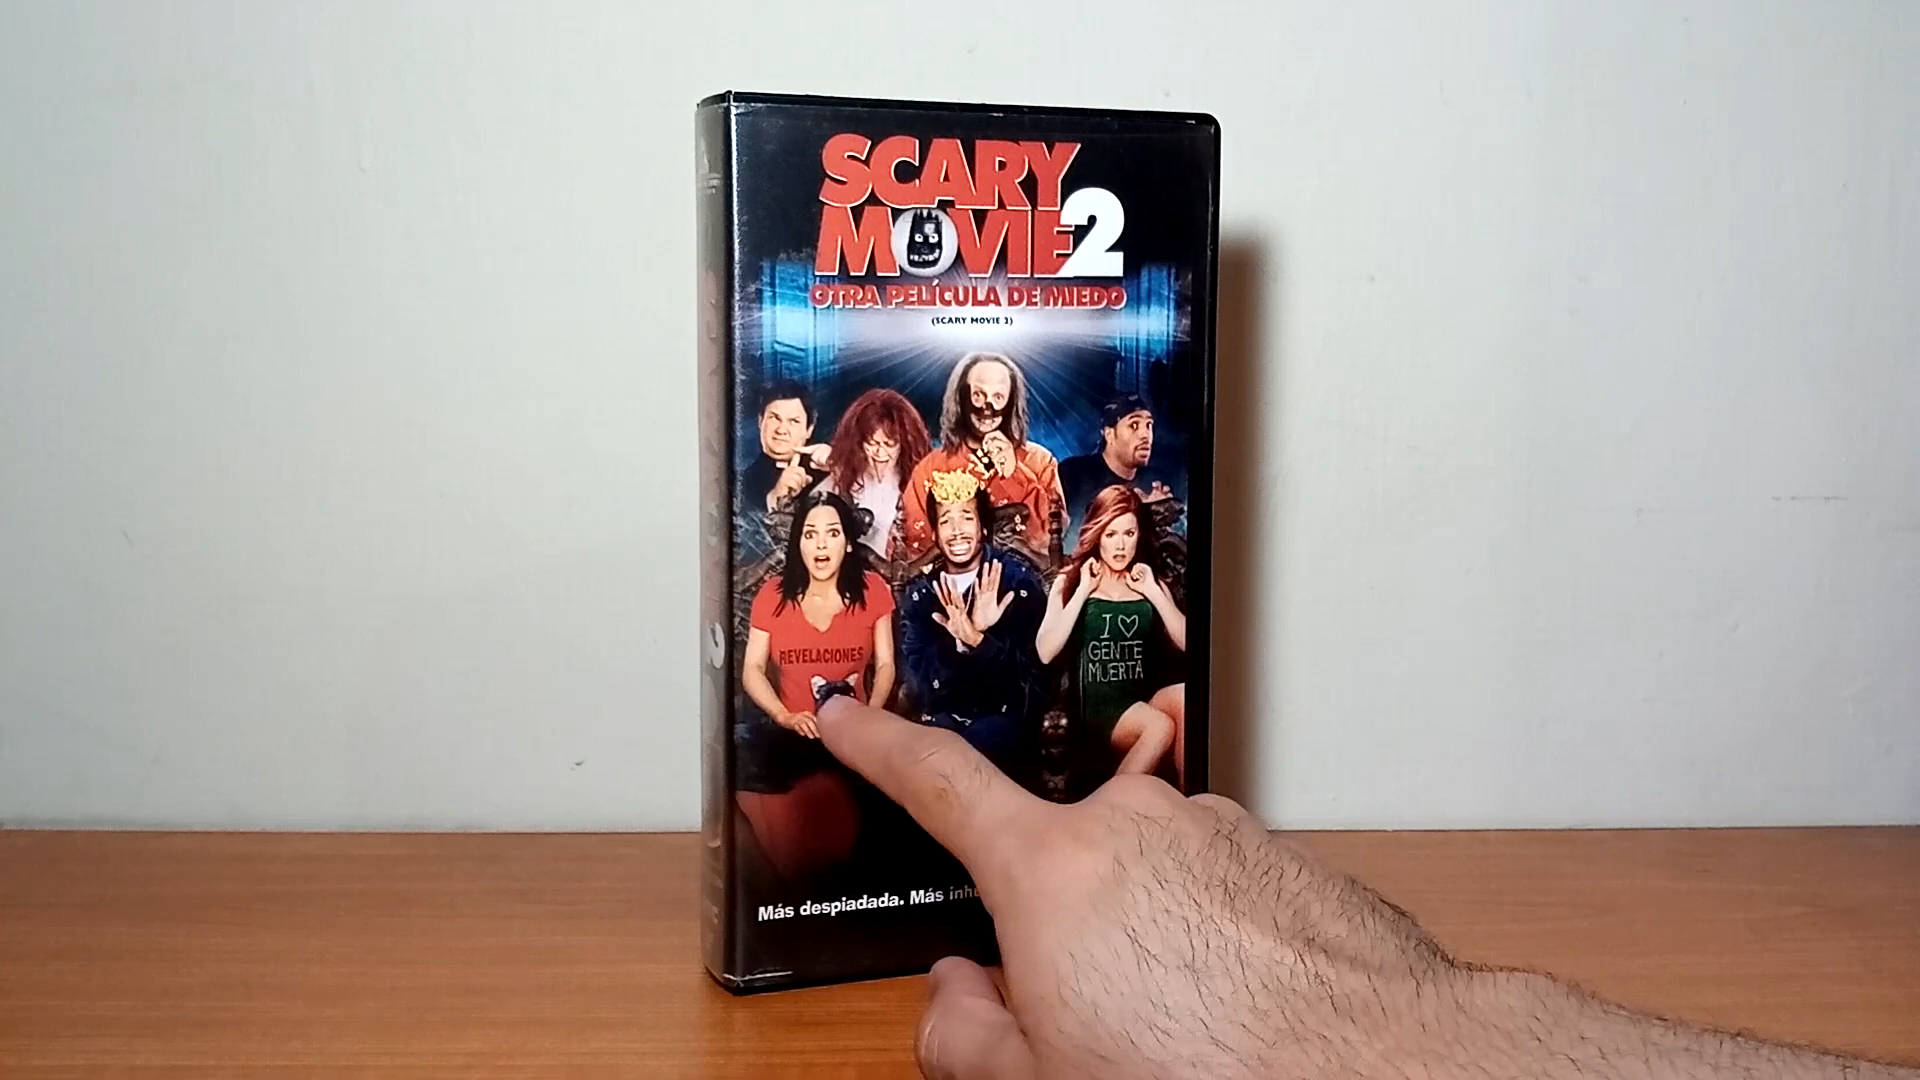 SCARY
MOVIE 2
OTRA PELÍCULA DE MIEDO
(SCARY MOVIE 2)
REVELACIONES
I ♡
GENTE
MUERTA
Más despiadada. Más